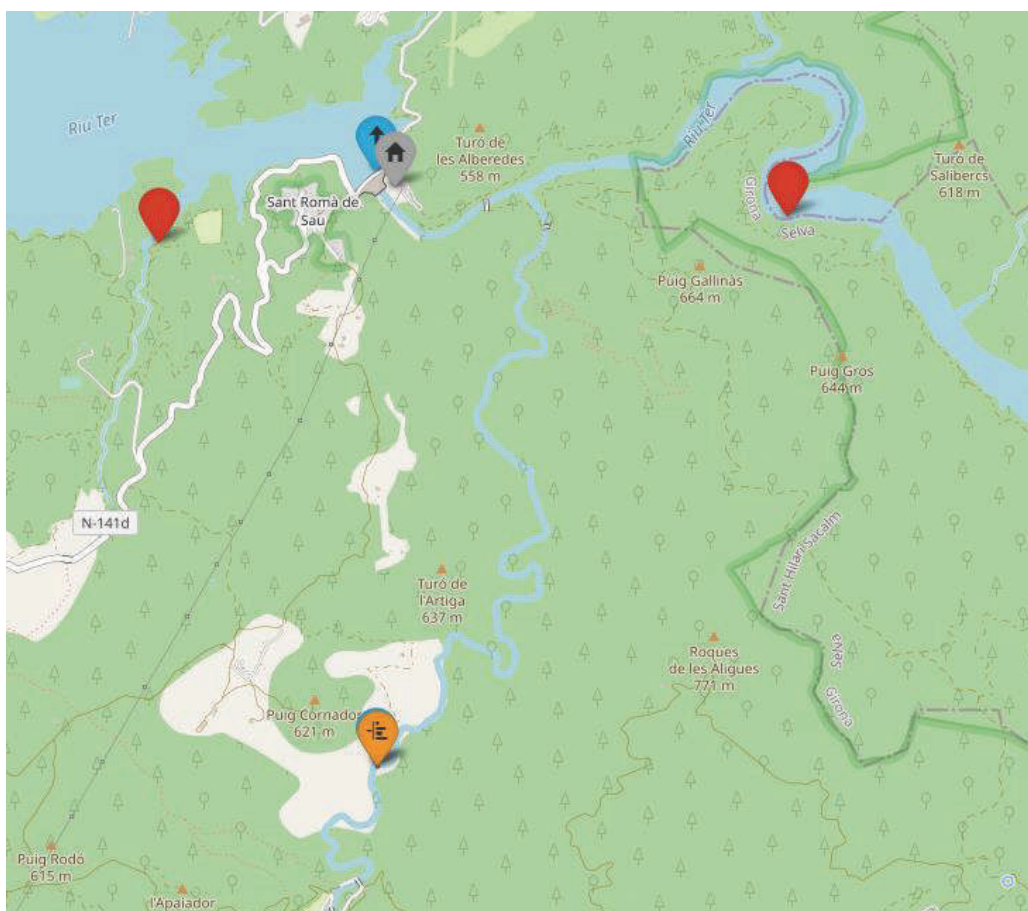 Riu Ter
Turó de
les Alberedes
558 m
Riu Ter
Turó de
Salibercs
618 m
Sant Romà de
Sau
Girona
Selva
Puig Gallinàs
664 m
Puig Gros
644 m
N-141d
Sant Hilari Sacalm
Turó de
l'Artiga
637 m
Selva
Girona
Roques
de les Àligues
771 m
Puig Cornador
621 m
Puig Rodó
615 m
l'Apaiador